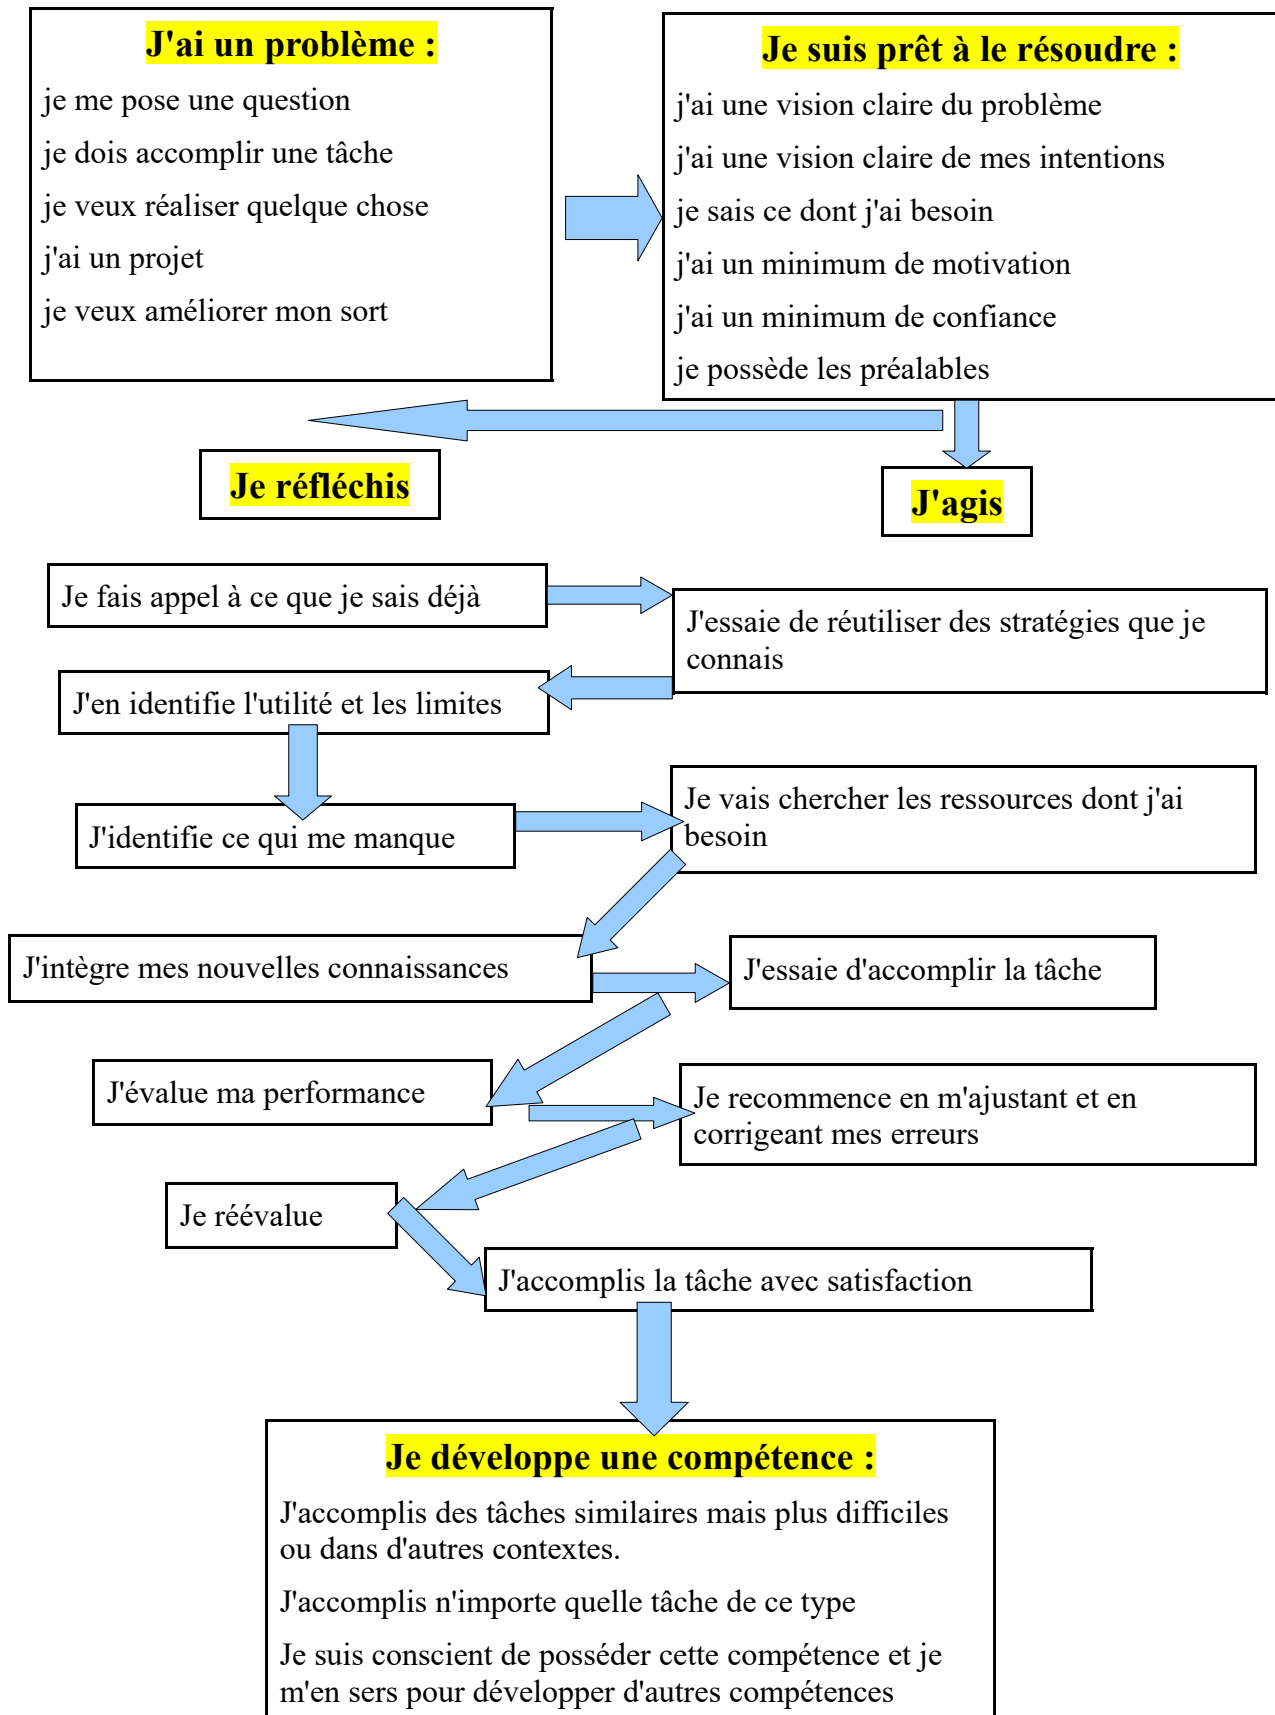 J'ai un problème :
je me pose une question
je dois accomplir une tâche
je veux réaliser quelque chose
j'ai un projet
je veux améliorer mon sort
Je suis prêt à le résoudre :
j'ai une vision claire du problème
j'ai une vision claire de mes intentions
je sais ce dont j'ai besoin
j'ai un minimum de motivation
j'ai un minimum de confiance
je possède les préalables
Je réfléchis
J'agis
Je fais appel à ce que je sais déjà
J'essaie de réutiliser des stratégies que je
connais
J'en identifie l'utilité et les limites
J'identifie ce qui me manque
Je vais chercher les ressources dont j'ai
besoin
J'intègre mes nouvelles connaissances
J'essaie d'accomplir la tâche
J'évalue ma performance
Je recommence en m'ajustant et en
corrigeant mes erreurs
Je réévalue
J'accomplis la tâche avec satisfaction
Je développe une compétence :
J'accomplis des tâches similaires mais plus difficiles
ou dans d'autres contextes.
J'accomplis n'importe quelle tâche de ce type
Je suis conscient de posséder cette compétence et je
m'en sers pour développer d'autres compétences